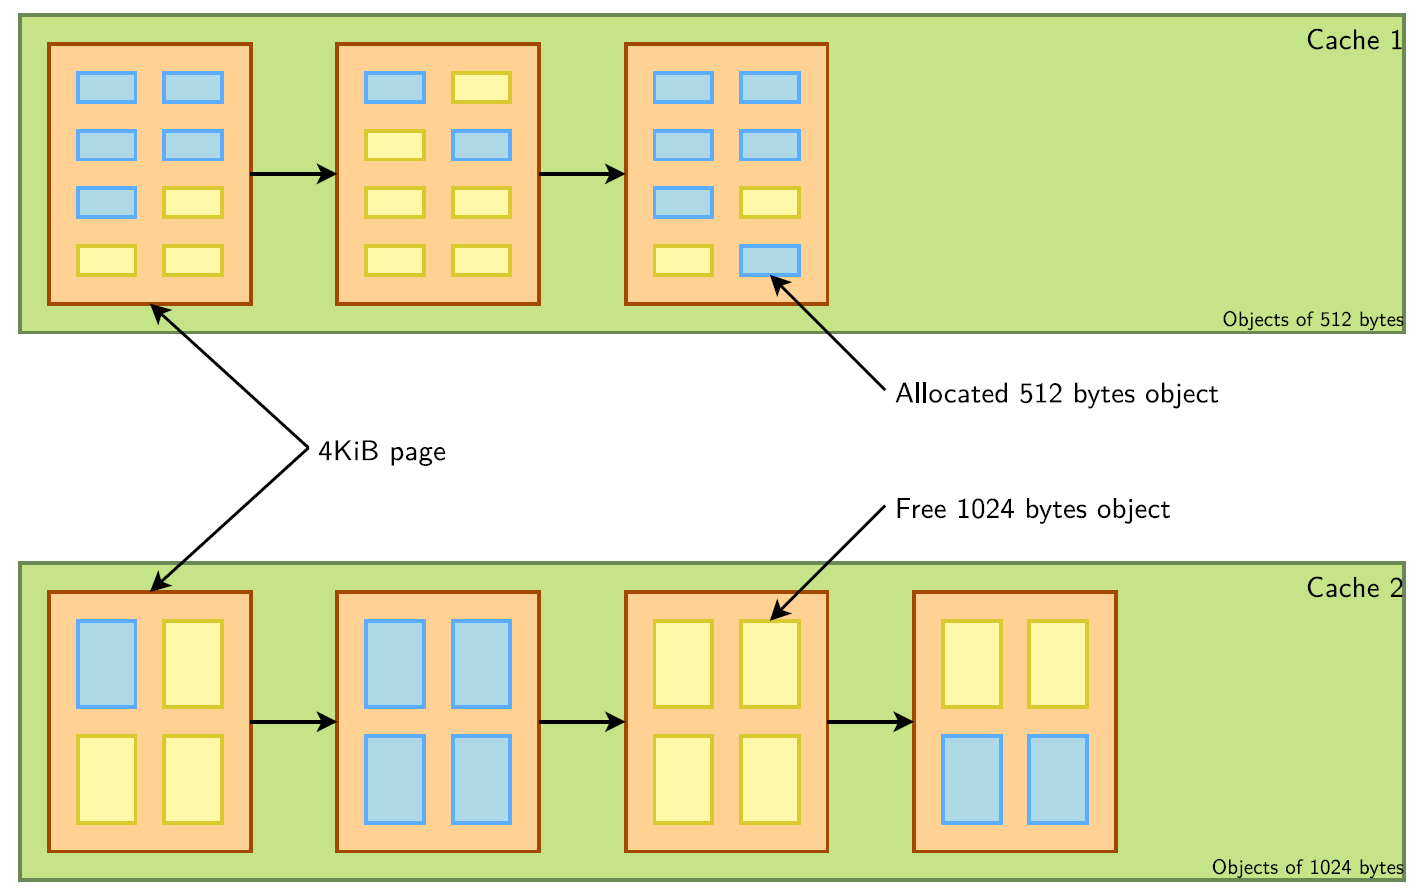 Cache 1
Objects of 512 bytes
Allocated 512 bytes object
4KiB page
Free 1024 bytes object
Cache 2
Objects of 1024 bytes